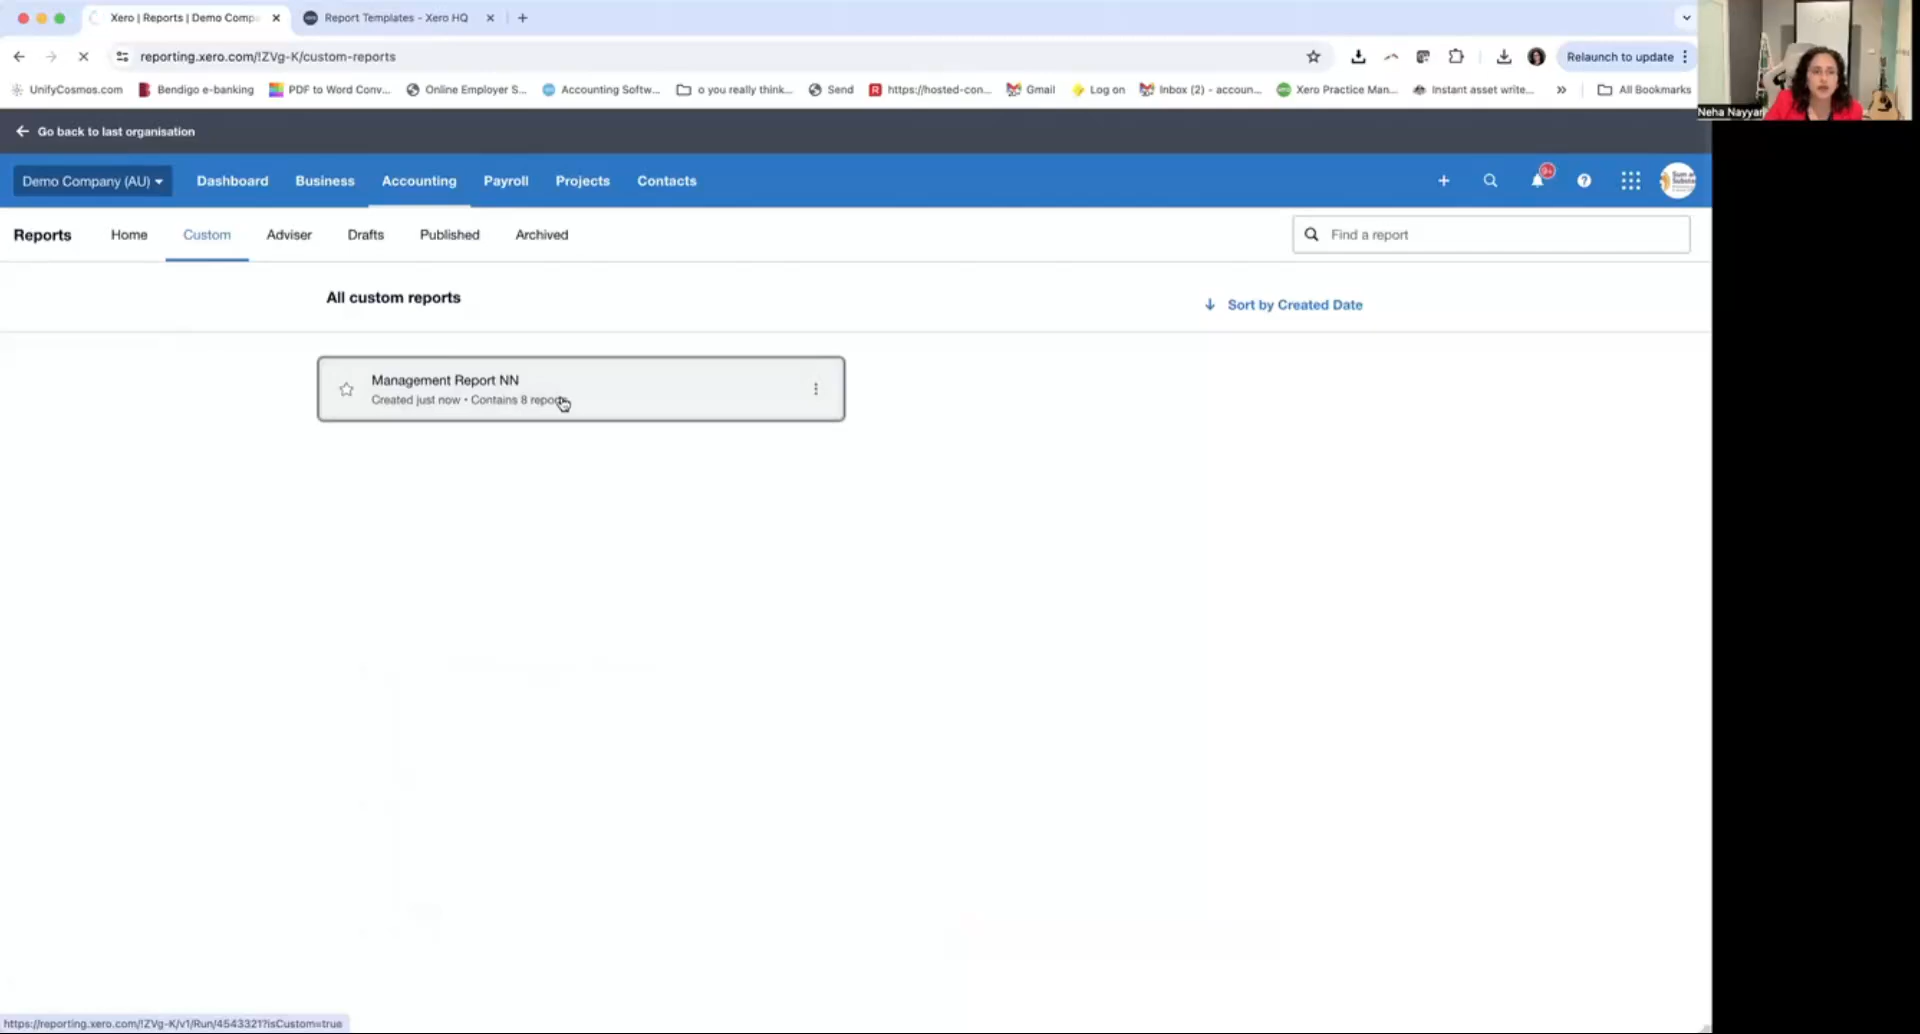 Xero | Reports | Demo Comp
Report Templates - Xero HQ
reporting.xero.com/!ZVg-K/custom-reports
Relaunch to update
UnifyCosmos.com
Bendigo e-banking
PDF to Word Conv...
Online Employer S...
Accounting Softw...
o you really think...
Send
https://hosted-con...
Gmail
Log on
Inbox (2) - accoun...
Xero Practice Man...
Instant asset write...
»
All Bookmarks
Neha Nayyar
Go back to last organisation
Demo Company (AU)
Dashboard
Business
Accounting
Payroll
Projects
Contacts
9+
Reports
Home
Custom
Adviser
Drafts
Published
Archived
Find a report
All custom reports
Sort by Created Date
Management Report NN
Created just now • Contains 8 reports
https://reporting.xero.com/!ZVg-K/v1/Run/4543321?isCustom=true